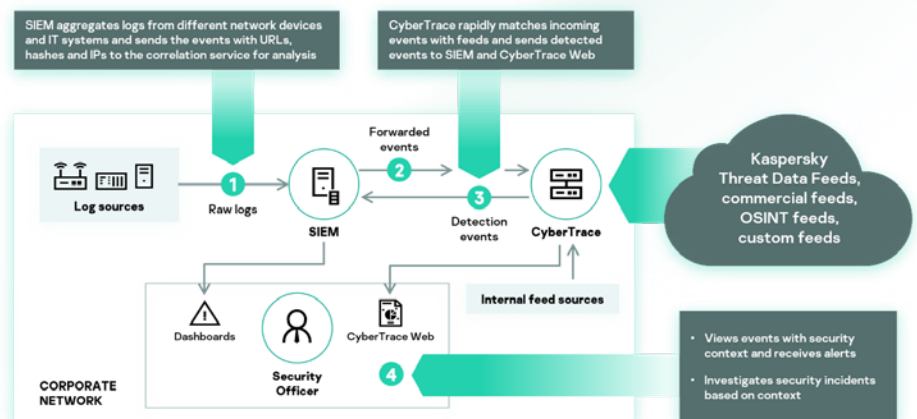 SIEM aggregates logs from different network devices
and IT systems and sends the events with URLs,
hashes and IPs to the correlation service for analysis
CyberTrace rapidly matches incoming
events with feeds and sends detected
events to SIEM and CyberTrace Web
Forwarded
events
Log sources
1
Raw logs
SIEM
2
3
Detection
events
CyberTrace
Kaspersky
Threat Data Feeds,
commercial feeds,
OSINT feeds,
custom feeds
Internal feed sources
Dashboards
Security
Officer
CyberTrace Web
4
CORPORATE
NETWORK
• Views events with security
context and receives alerts
• Investigates security incidents
based on context